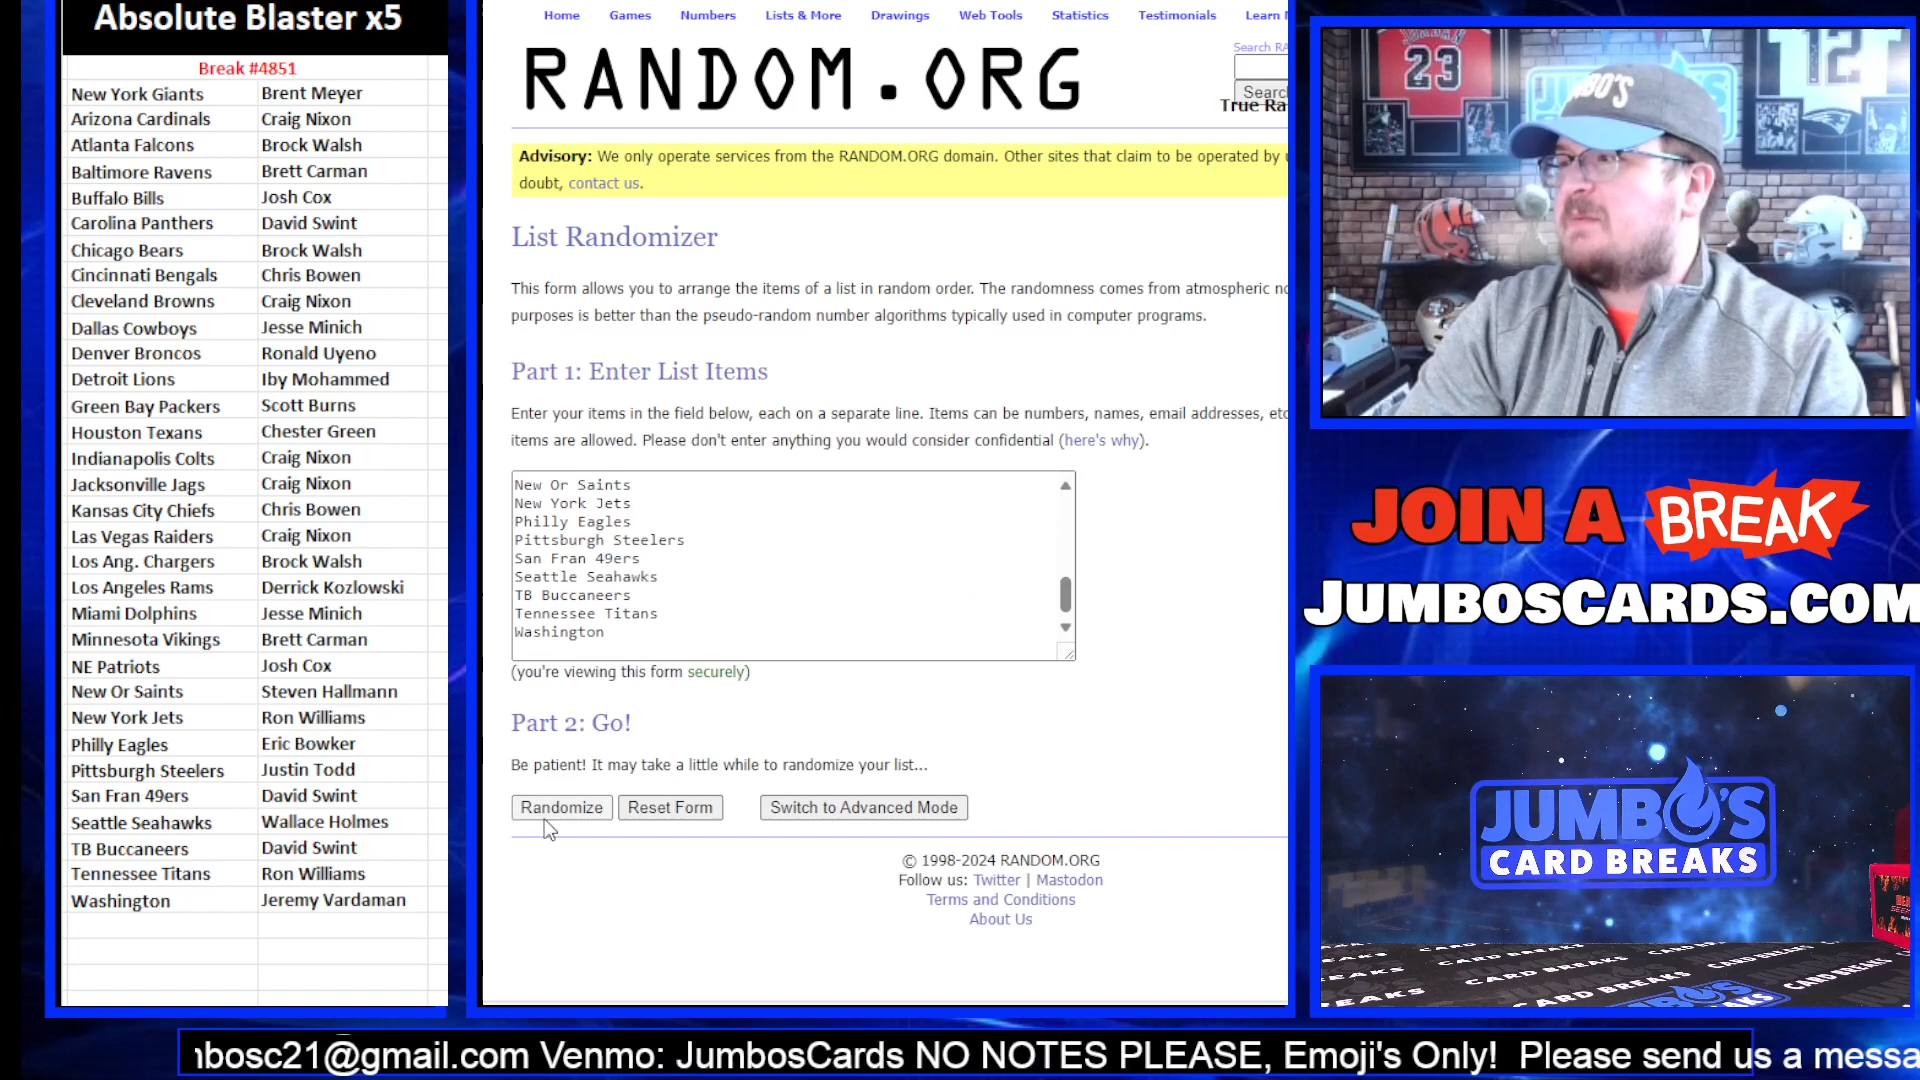 Absolute Blaster x5
Break #4851
New York Giants Brent Meyer
Arizona Cardinals Craig Nixon
Atlanta Falcons Brock Walsh
Baltimore Ravens Brett Carman
Buffalo Bills Josh Cox
Carolina Panthers David Swint
Chicago Bears Brock Walsh
Cincinnati Bengals Chris Bowen
Cleveland Browns Craig Nixon
Dallas Cowboys Jesse Minich
Denver Broncos Ronald Uyeno
Detroit Lions Iby Mohammed
Green Bay Packers Scott Burns
Houston Texans Chester Green
Indianapolis Colts Craig Nixon
Jacksonville Jags Craig Nixon
Kansas City Chiefs Chris Bowen
Las Vegas Raiders Craig Nixon
Los Ang. Chargers Brock Walsh
Los Angeles Rams Derrick Kozlowski
Miami Dolphins Jesse Minich
Minnesota Vikings Brett Carman
NE Patriots Josh Cox
New Or Saints Steven Hallmann
New York Jets Ron Williams
Philly Eagles Eric Bowker
Pittsburgh Steelers Justin Todd
San Fran 49ers David Swint
Seattle Seahawks Wallace Holmes
TB Buccaneers David Swint
Tennessee Titans Ron Williams
Washington Jeremy Vardaman
Home Games Numbers Lists & More Drawings Web Tools Statistics Testimonials Learn
RANDOM.ORG
Search
Search
True
Advisory: We only operate services from the RANDOM.ORG domain. Other sites that claim to be operated by
doubt, contact us.
List Randomizer
This form allows you to arrange the items of a list in random order. The randomness comes from atmospheric
purposes is better than the pseudo-random number algorithms typically used in computer programs.
Part 1: Enter List Items
Enter your items in the field below, each on a separate line. Items can be numbers, names, email addresses, etc
items are allowed. Please don't enter anything you would consider confidential (here's why).
New Or Saints
New York Jets
Philly Eagles
Pittsburgh Steelers
San Fran 49ers
Seattle Seahawks
TB Buccaneers
Tennessee Titans
Washington
(you're viewing this form securely)
Part 2: Go!
Be patient! It may take a little while to randomize your list...
Randomize Reset Form Switch to Advanced Mode
© 1998-2024 RANDOM.ORG
Follow us: Twitter | Mastodon
Terms and Conditions
About Us
23
12
JOIN A BREAK
JUMBOSCARDS.COM
JUMBO'S
CARD BREAKS
nbosc21@gmail.com Venmo: JumbosCards NO NOTES PLEASE, Emoji's Only! Please send us a messa